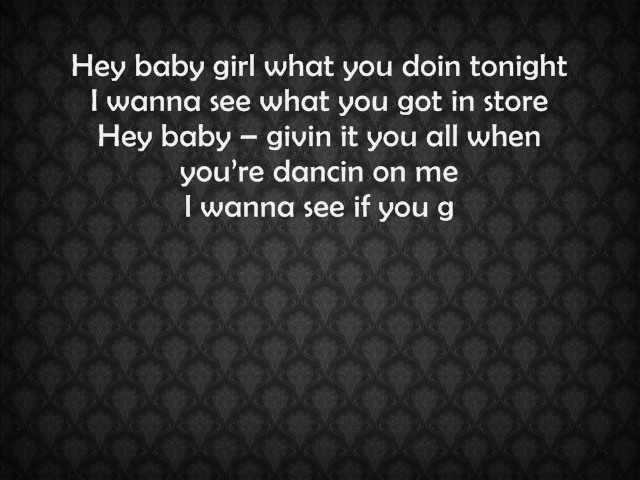 Hey baby girl what you doin tonight
I wanna see what you got in store
Hey baby – givin it you all when
you’re dancin on me
I wanna see if you g